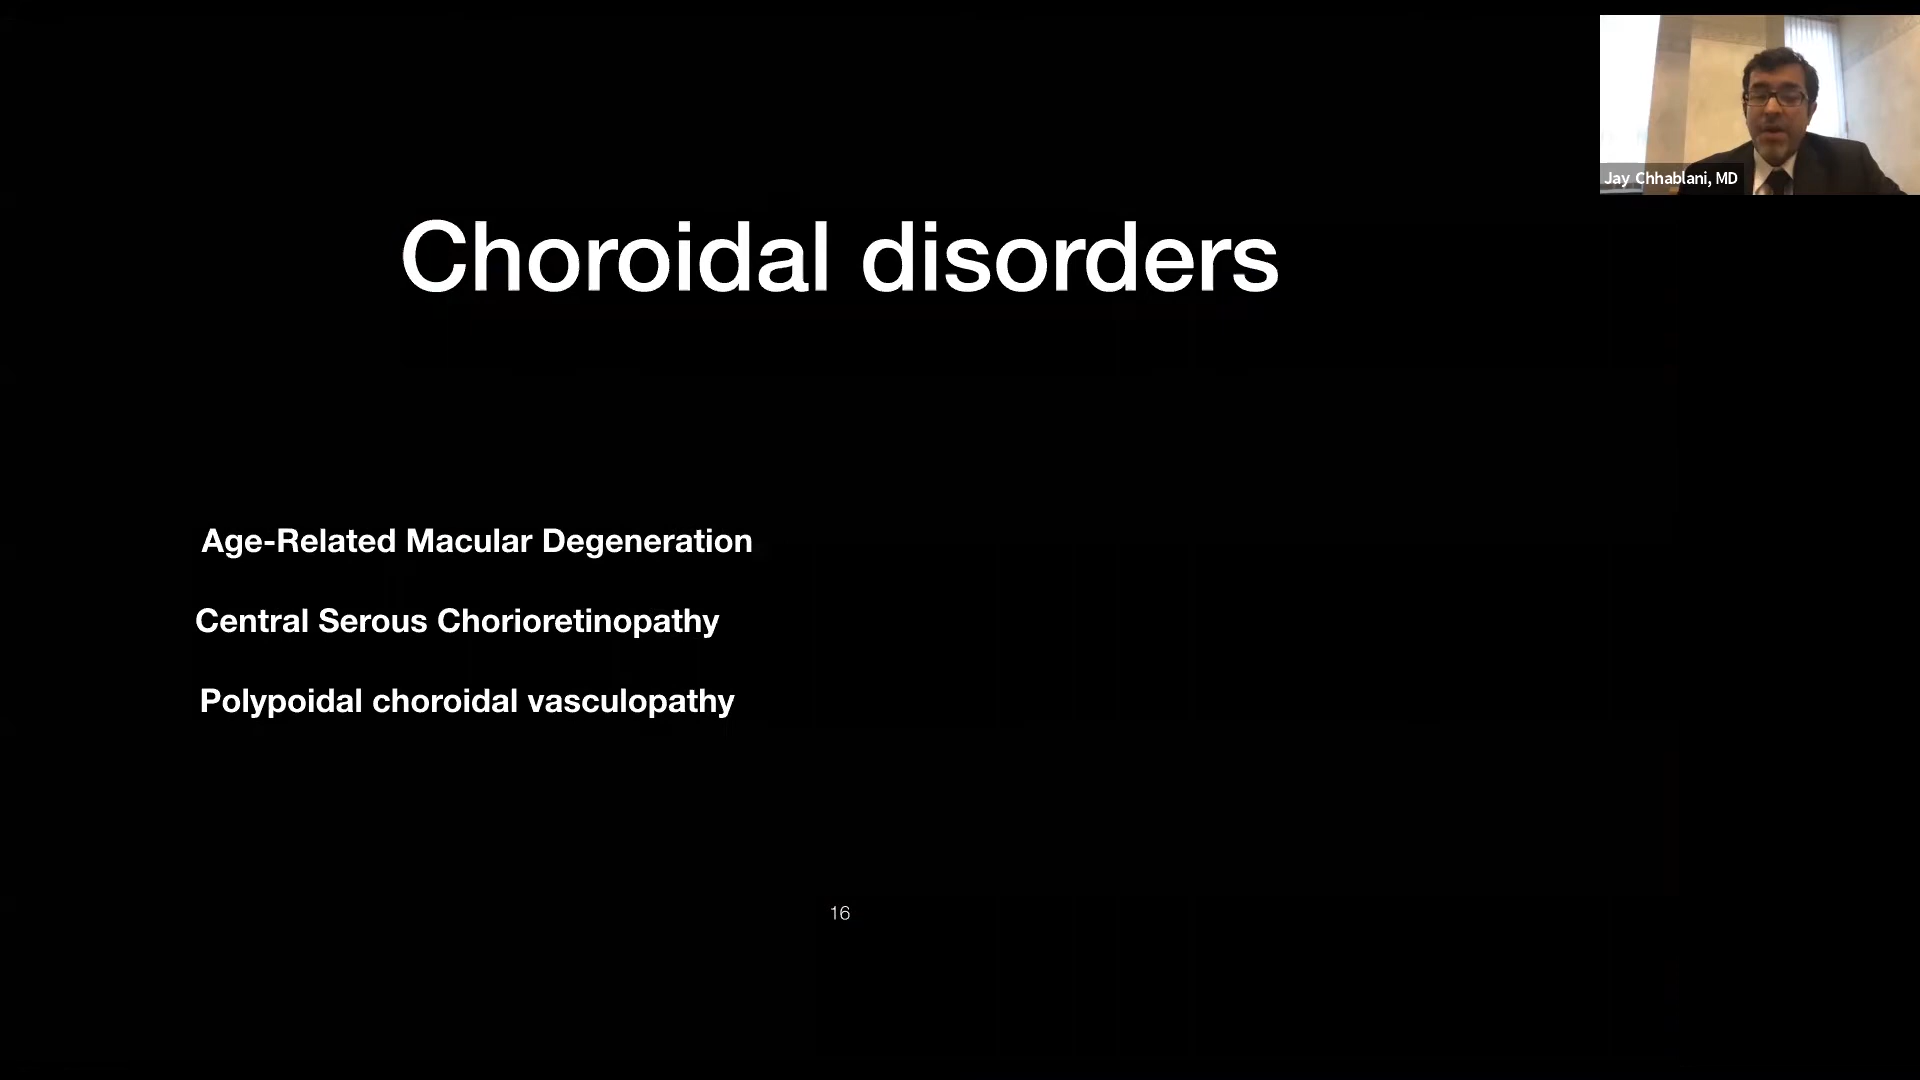 Jay Chhablani, MD
Choroidal disorders
Age-Related Macular Degeneration
Central Serous Chorioretinopathy
Polypoidal choroidal vasculopathy
16